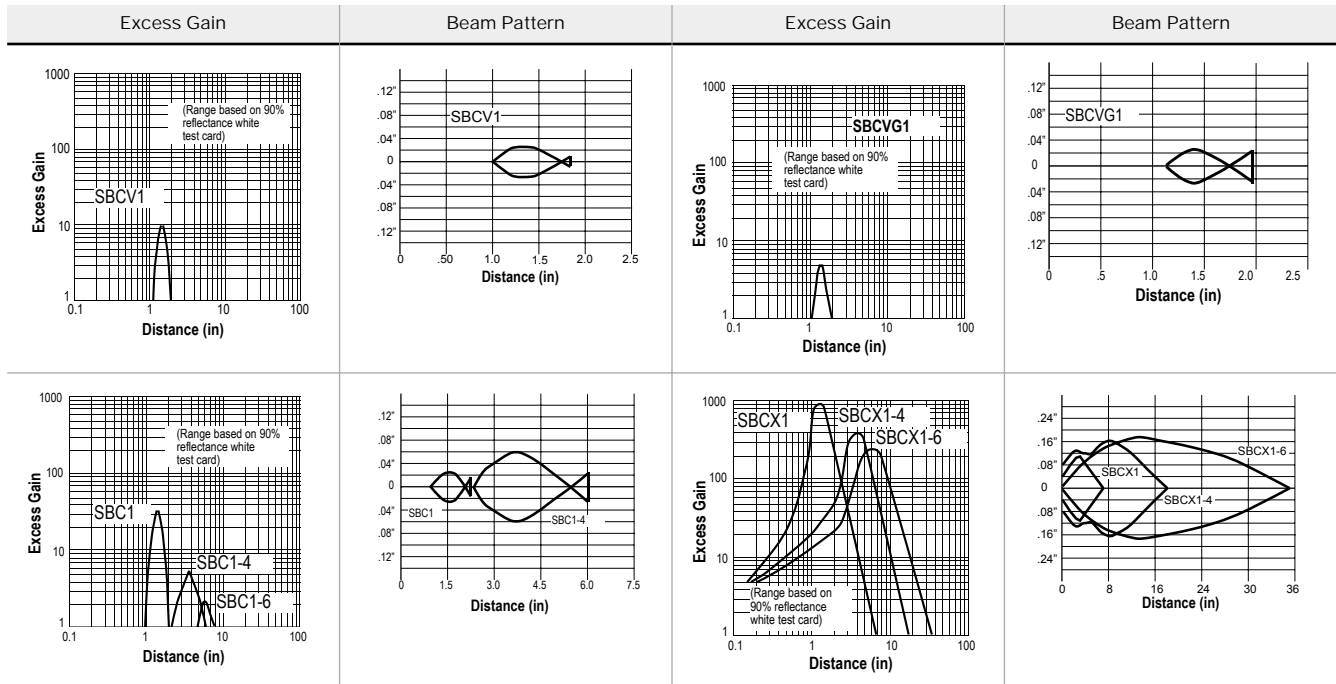 Excess Gain
Beam Pattern
Excess Gain
Beam Pattern
1000
100
10
1
Excess Gain
(Range based on 90%
reflectance white
test card)
SBCV1
0.1
1
10
100
Distance (in)
.12"
.08"
.04"
0
.04"
.08"
.12"
SBCV1
0
.50
1.0
1.5
2.0
2.5
Distance (in)
1000
100
10
1
Excess Gain
SBCVG1
(Range based on 90%
reflectance white
test card)
0.1
1
10
100
Distance (in)
.12"
.08"
.04"
0
.04"
.08"
.12"
SBCVG1
0
.5
1.0
1.5
2.0
2.5
Distance (in)
1000
100
10
1
Excess Gain
(Range based on 90%
reflectance white
test card)
SBC1
SBC1-4
SBC1-6
0.1
1
10
100
Distance (in)
.12"
.04"
0
.04"
.08"
.12"
SBC1
SBC1-4
0
1.5
3.0
4.5
6.0
7.5
Distance (in)
1000
100
10
1
Excess Gain
SBCX1
SBCX1-4
SBCX1-6
(Range based on
90% reflectance
white test card)
0.1
1
10
100
Distance (in)
.24"
.16"
.08"
0
.08"
.16"
.24"
SBCX1-6
SBCX1
SBCX1-4
0
8
16
24
30
36
Distance (in)